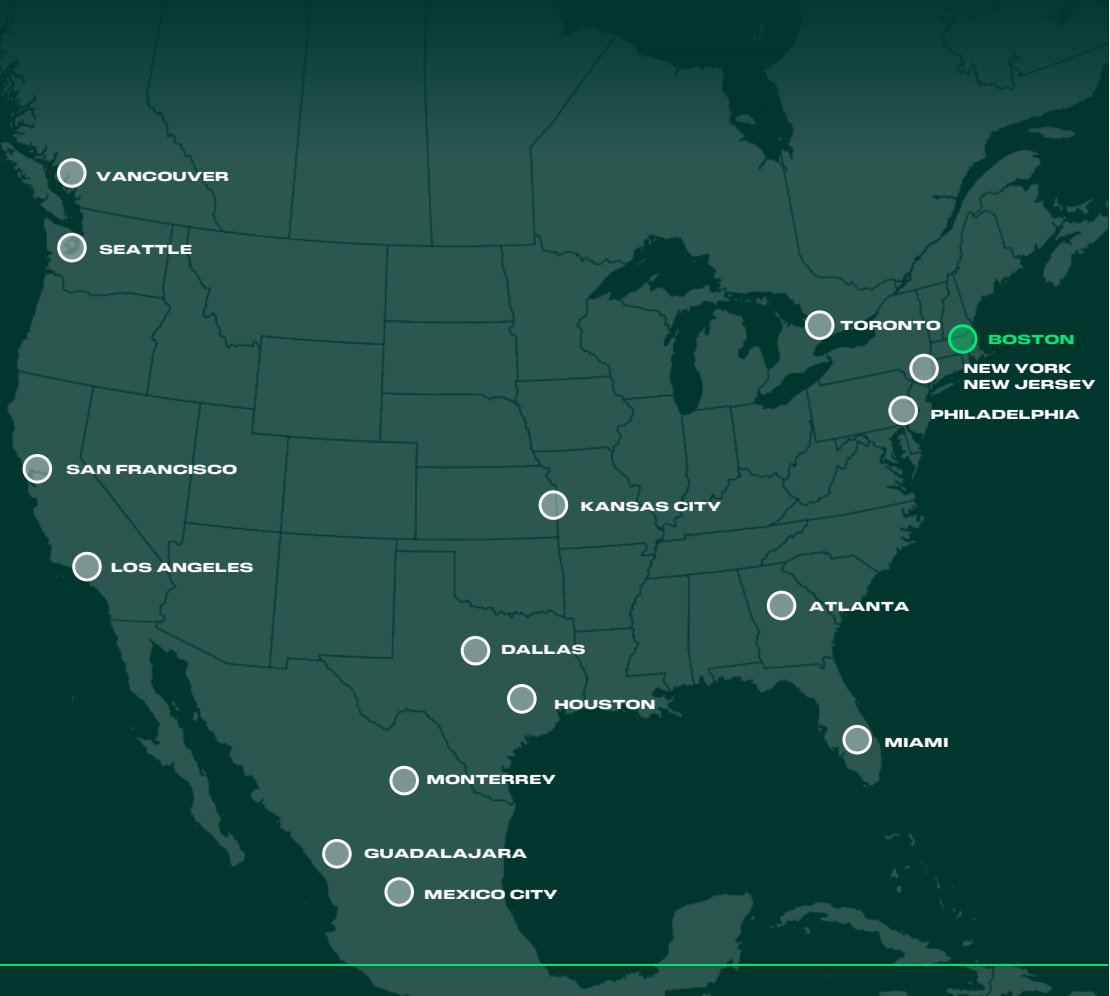 VANCOUVER
SEATTLE
TORONTO
BOSTON
NEW YORK
NEW JERSEY
PHILADELPHIA
SAN FRANCISCO
KANSAS CITY
LOS ANGELES
ATLANTA
DALLAS
HOUSTON
MIAMI
MONTERREY
GUADALAJARA
MEXICO CITY